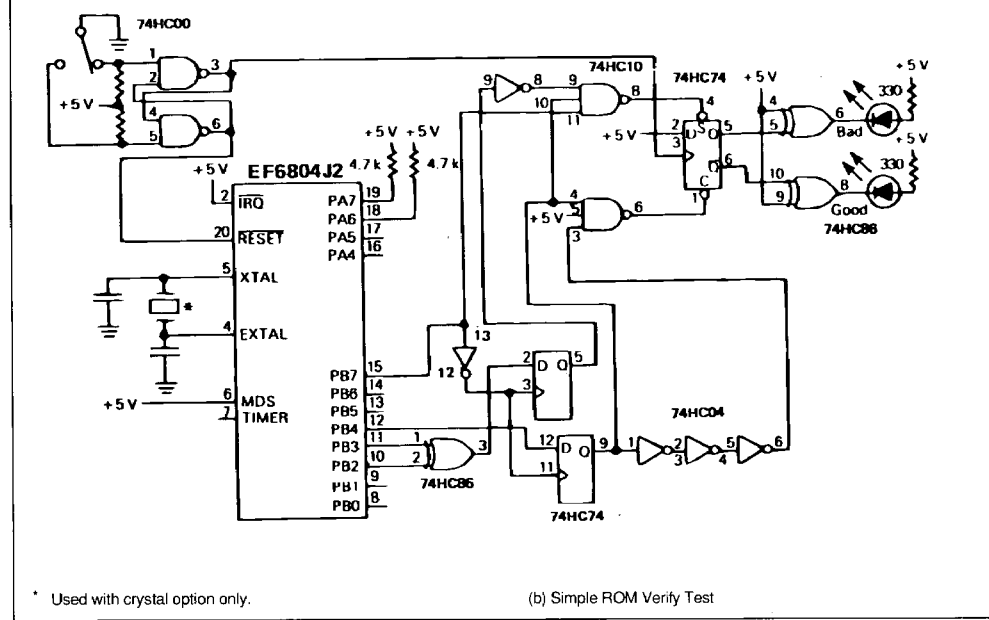 74HC00
1
2
3
+5 V
4
5
6
+5 V
EF6804J2
2
IRQ
20
RESET
5
XTAL
*
4
EXTAL
+5 V
6
MDS
7
TIMER
+5 V +5 V
4.7 k
4.7 k
PA7
19
PA6
18
PA5
17
PA4
16
PB7
15
PB6
14
PB5
13
PB4
12
PB3
11
PB2
10
PB1
9
PB0
8
1
2
3
74HC86
13
12
2
D
Q
5
3
12
D
Q
9
11
74HC74
74HC04
1
2
3
4
5
6
9
8
74HC10
9
10
11
8
4
+5 V
5
3
6
74HC74
+5 V
4
2
D
S
Q
5
3
Q
6
C
1
+5 V
4
5
6
Bad
330
+5 V
10
9
8
Good
330
+5 V
74HC86
* Used with crystal option only.
(b) Simple ROM Verify Test